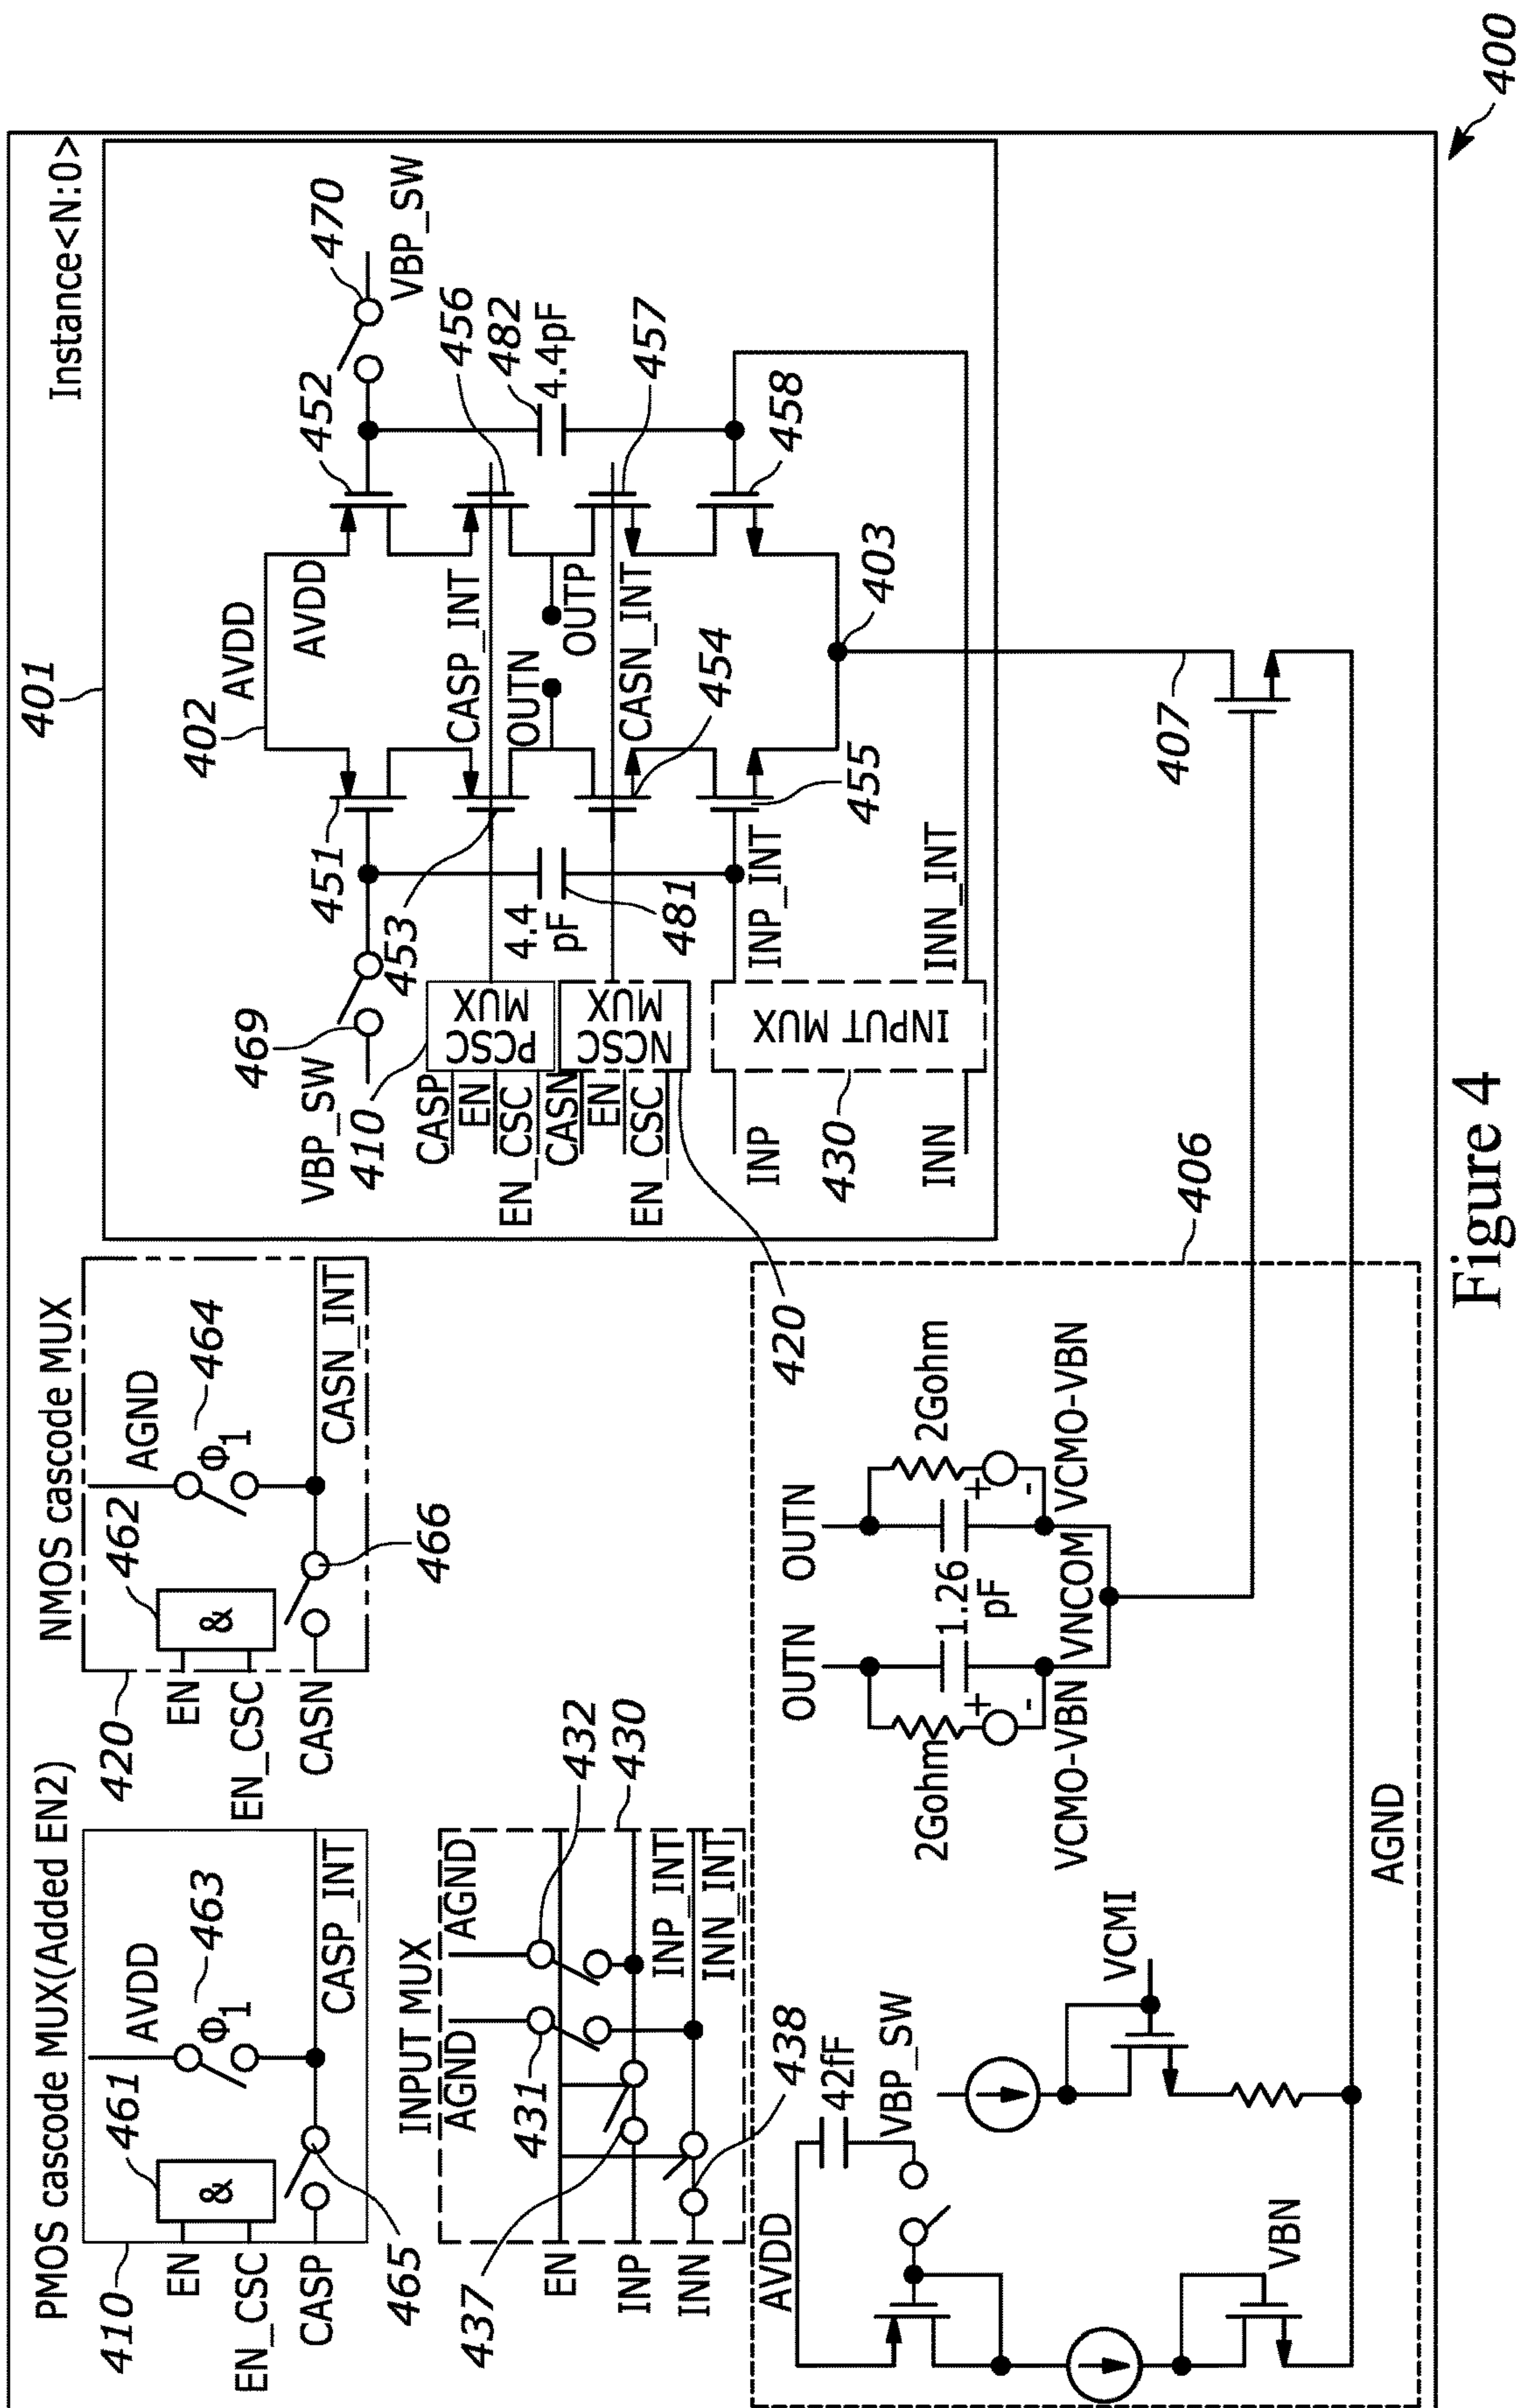 PMOS cascode MUX(Added EN2)
410
461
AVDD
463
Φ1
&
EN
EN_CSC
CASP
CASP_INT
465
NMOS cascode MUX
420
462
AGND
464
Φ1
&
EN
EN_CSC
CASN
CASN_INT
466
INPUT MUX
AGND
AGND
431
432
430
EN
INP
INN
INP_INT
INN_INT
437
438
401
Instance<N:0>
402
AVDD
AVDD
VBP_SW
469
451
452
470
VBP_SW
410
453
CASP_INT
456
CASP
EN
EN_CSC
PCSC
MUX
4.4
pF
481
OUTN
OUTP
482
4.4pF
CASN
EN
EN_CSC
NCSC
MUX
CASN_INT
454
457
420
INP
INN
INPUT MUX
430
INP_INT
INN_INT
455
458
403
407
406
AVDD
42fF
VBP_SW
VBN
VCMI
OUTN
OUTN
2Gohm
2Gohm
1.26
pF
+
-
+
-
VCMO-VBN
VNCOM
VCMO-VBN
AGND
400
Figure 4